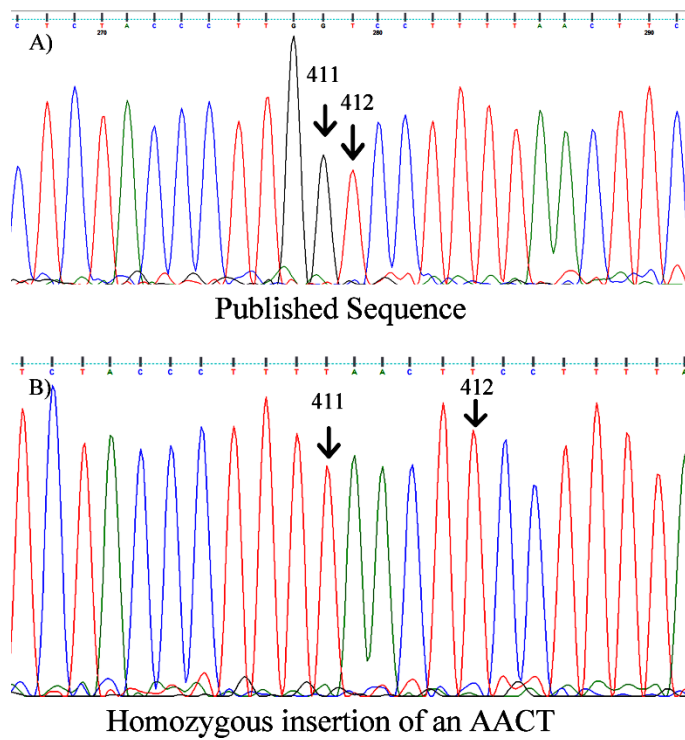 C T C T A C C C T T G G T C C T T T T A A C T T C
270 280 290
A)
411
412
Published Sequence
T C T A C C C T T T T A A C T T C C T T T T A
B)
411
412
Homozygous insertion of an AACT